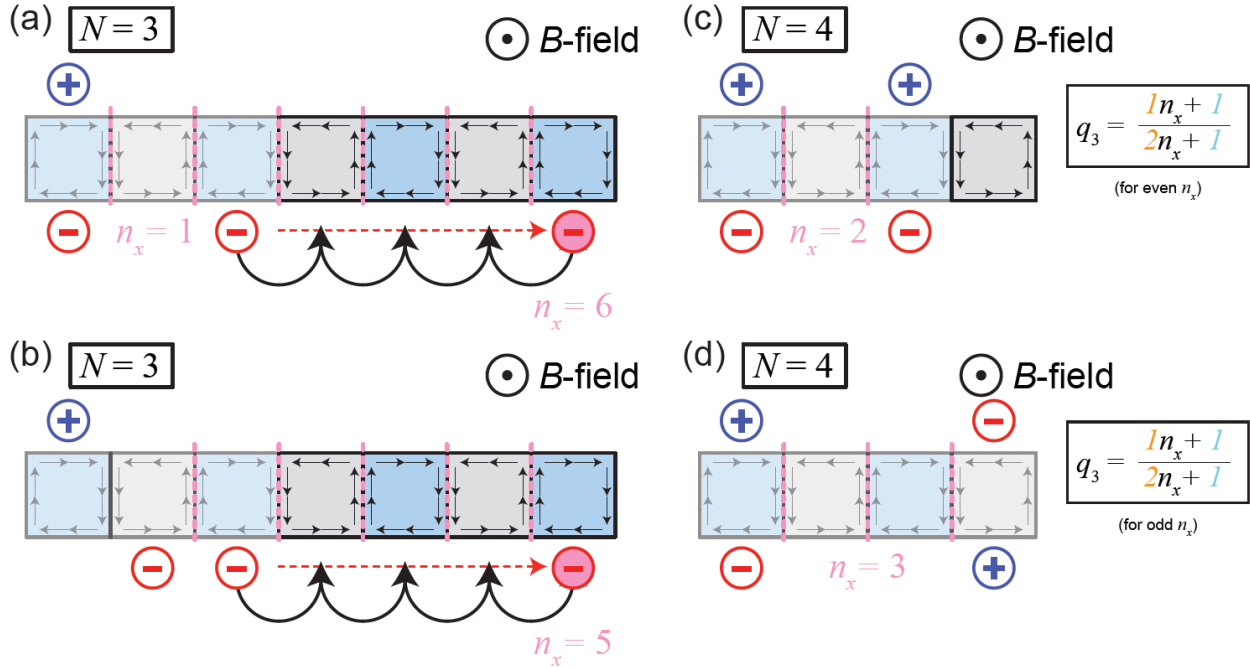 (a) N = 3 B-field
+
− n_x = 1 − −
n_x = 6
(b) N = 3 B-field
+
− − −
n_x = 5
(c) N = 4 B-field
+ +
− n_x = 2 −
q_3 = (1n_x + 1)/(2n_x + 1)
(for even n_x)
(d) N = 4 B-field
+ −
− n_x = 3 +
q_3 = (1n_x + 1)/(2n_x + 1)
(for odd n_x)